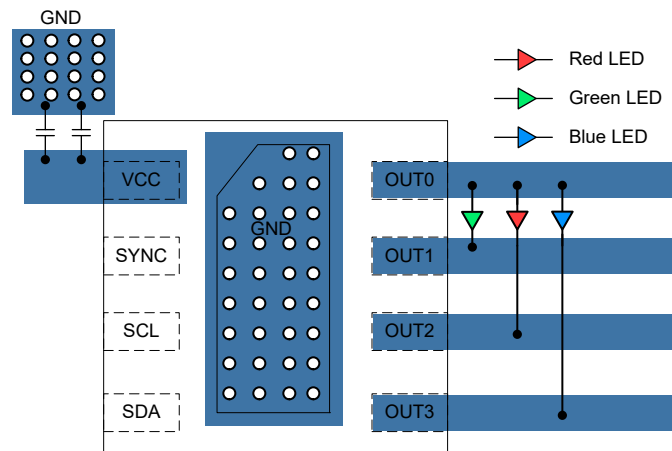 GND
Red LED
Green LED
Blue LED
VCC
OUT0
GND
SYNC
OUT1
SCL
OUT2
SDA
OUT3